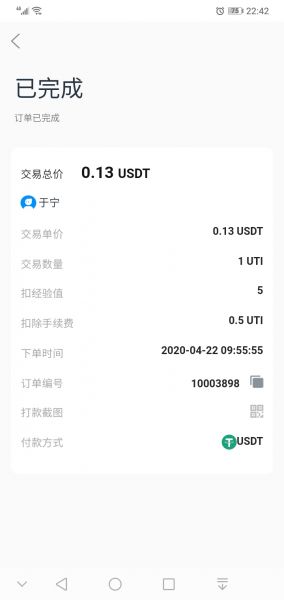 75 22:42
已完成
订单已完成
交易总价 0.13 USDT
于宁
交易单价 0.13 USDT
交易数量 1 UTI
扣经验值 5
扣除手续费 0.5 UTI
下单时间 2020-04-22 09:55:55
订单编号 10003898
打款截图
付款方式 USDT